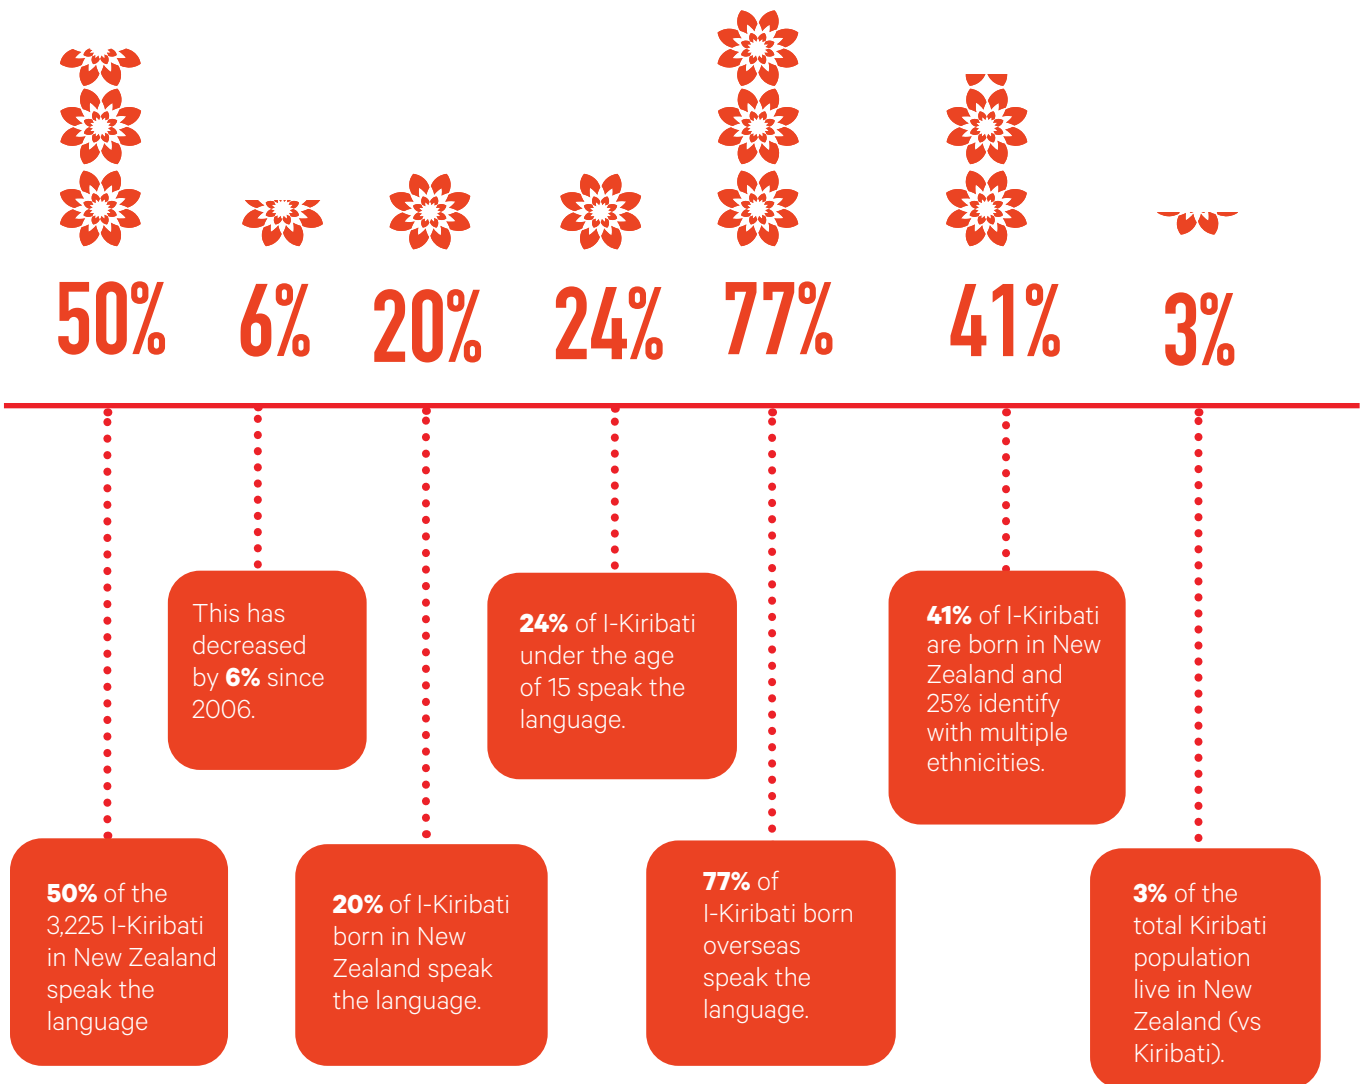 50%
6%
20%
24%
77%
41%
3%
This has
decreased
by 6% since
2006.
24% of I-Kiribati
under the age
of 15 speak the
language.
41% of I-Kiribati
are born in New
Zealand and
25% identify
with multiple
ethnicities.
50% of the
3,225 I-Kiribati
in New Zealand
speak the
language
20% of I-Kiribati
born in New
Zealand speak
the language.
77% of
I-Kiribati born
overseas
speak the
language.
3% of the
total Kiribati
population
live in New
Zealand (vs
Kiribati).